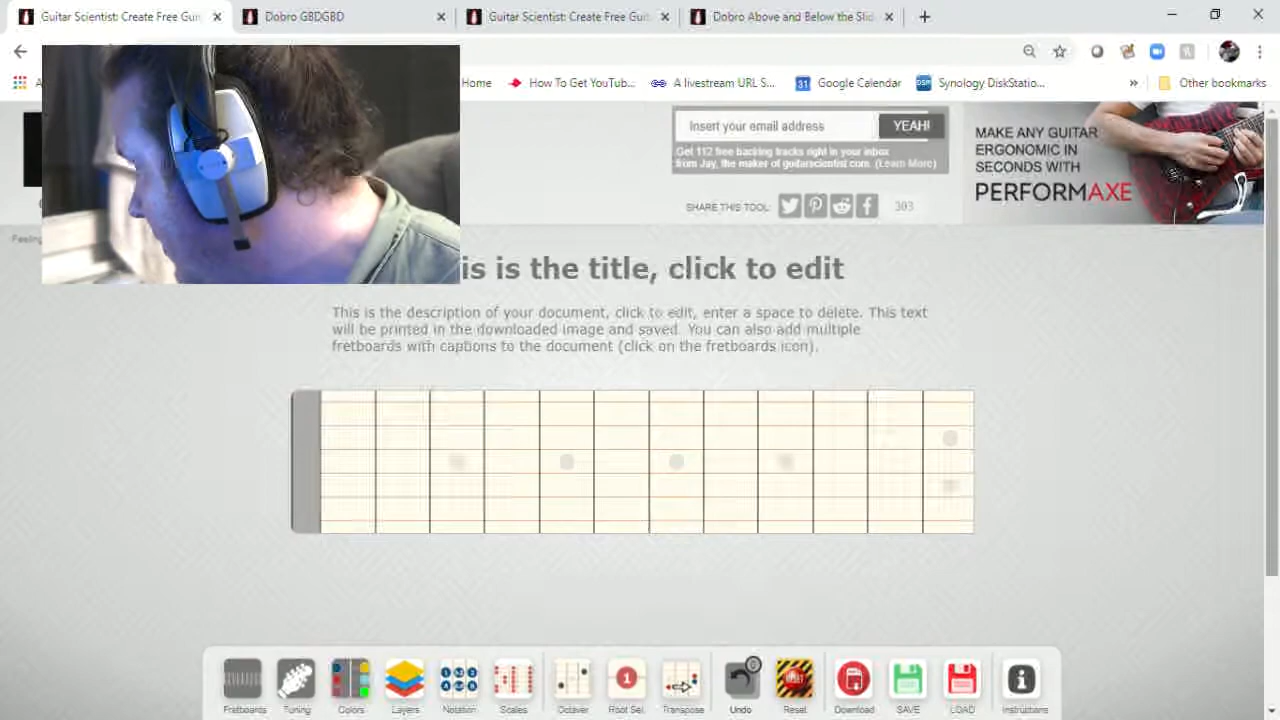 Guitar Scientist: Create Free Gui
Dobro GBDGBD
Guitar Scientist: Create Free Guit
Dobro Above and Below the Slid
Home
How To Get YouTub...
A livestream URL S...
31
Google Calendar
DSM
Synology DiskStatio...
»
Other bookmarks
Insert your email address
YEAH!
Get 112 free backing tracks right in your inbox
from Jay, the maker of guitarscientist.com. (Learn More)
MAKE ANY GUITAR
ERGONOMIC IN
SECONDS WITH
PERFORMAXE
SHARE THIS TOOL:
303
Feeling
is is the title, click to edit
This is the description of your document, click to edit, enter a space to delete. This text
will be printed in the downloaded image and saved. You can also add multiple
fretboards with captions to the document (click on the fretboards icon).
Fretboards
Tuning
Colors
Layers
Notation
Scales
Octaver
Root Sel.
Transpose
Undo
Reset
Download
SAVE
LOAD
Instructions